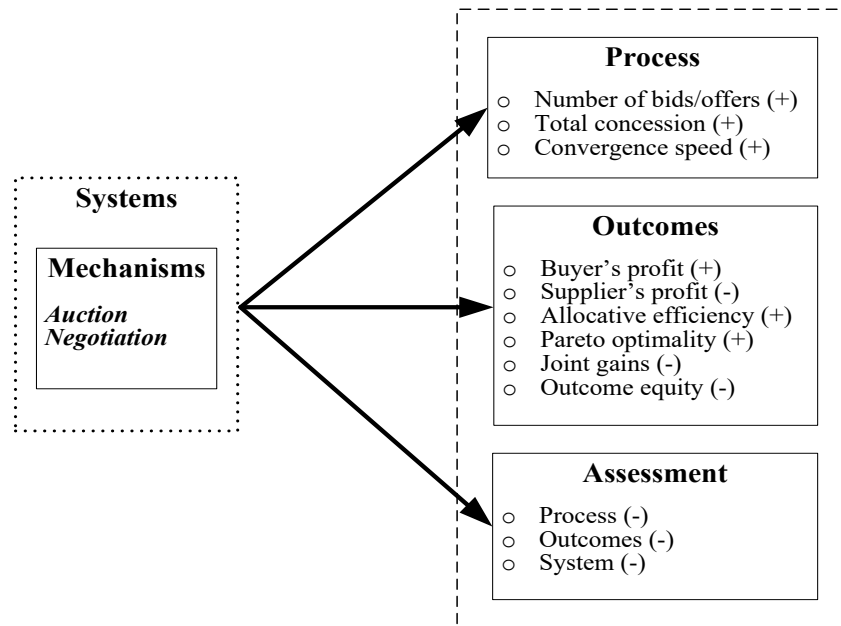 Systems
Mechanisms
Auction
Negotiation
Process
o Number of bids/offers (+)
o Total concession (+)
o Convergence speed (+)
Outcomes
o Buyer’s profit (+)
o Supplier’s profit (-)
o Allocative efficiency (+)
o Pareto optimality (+)
o Joint gains (-)
o Outcome equity (-)
Assessment
o Process (-)
o Outcomes (-)
o System (-)